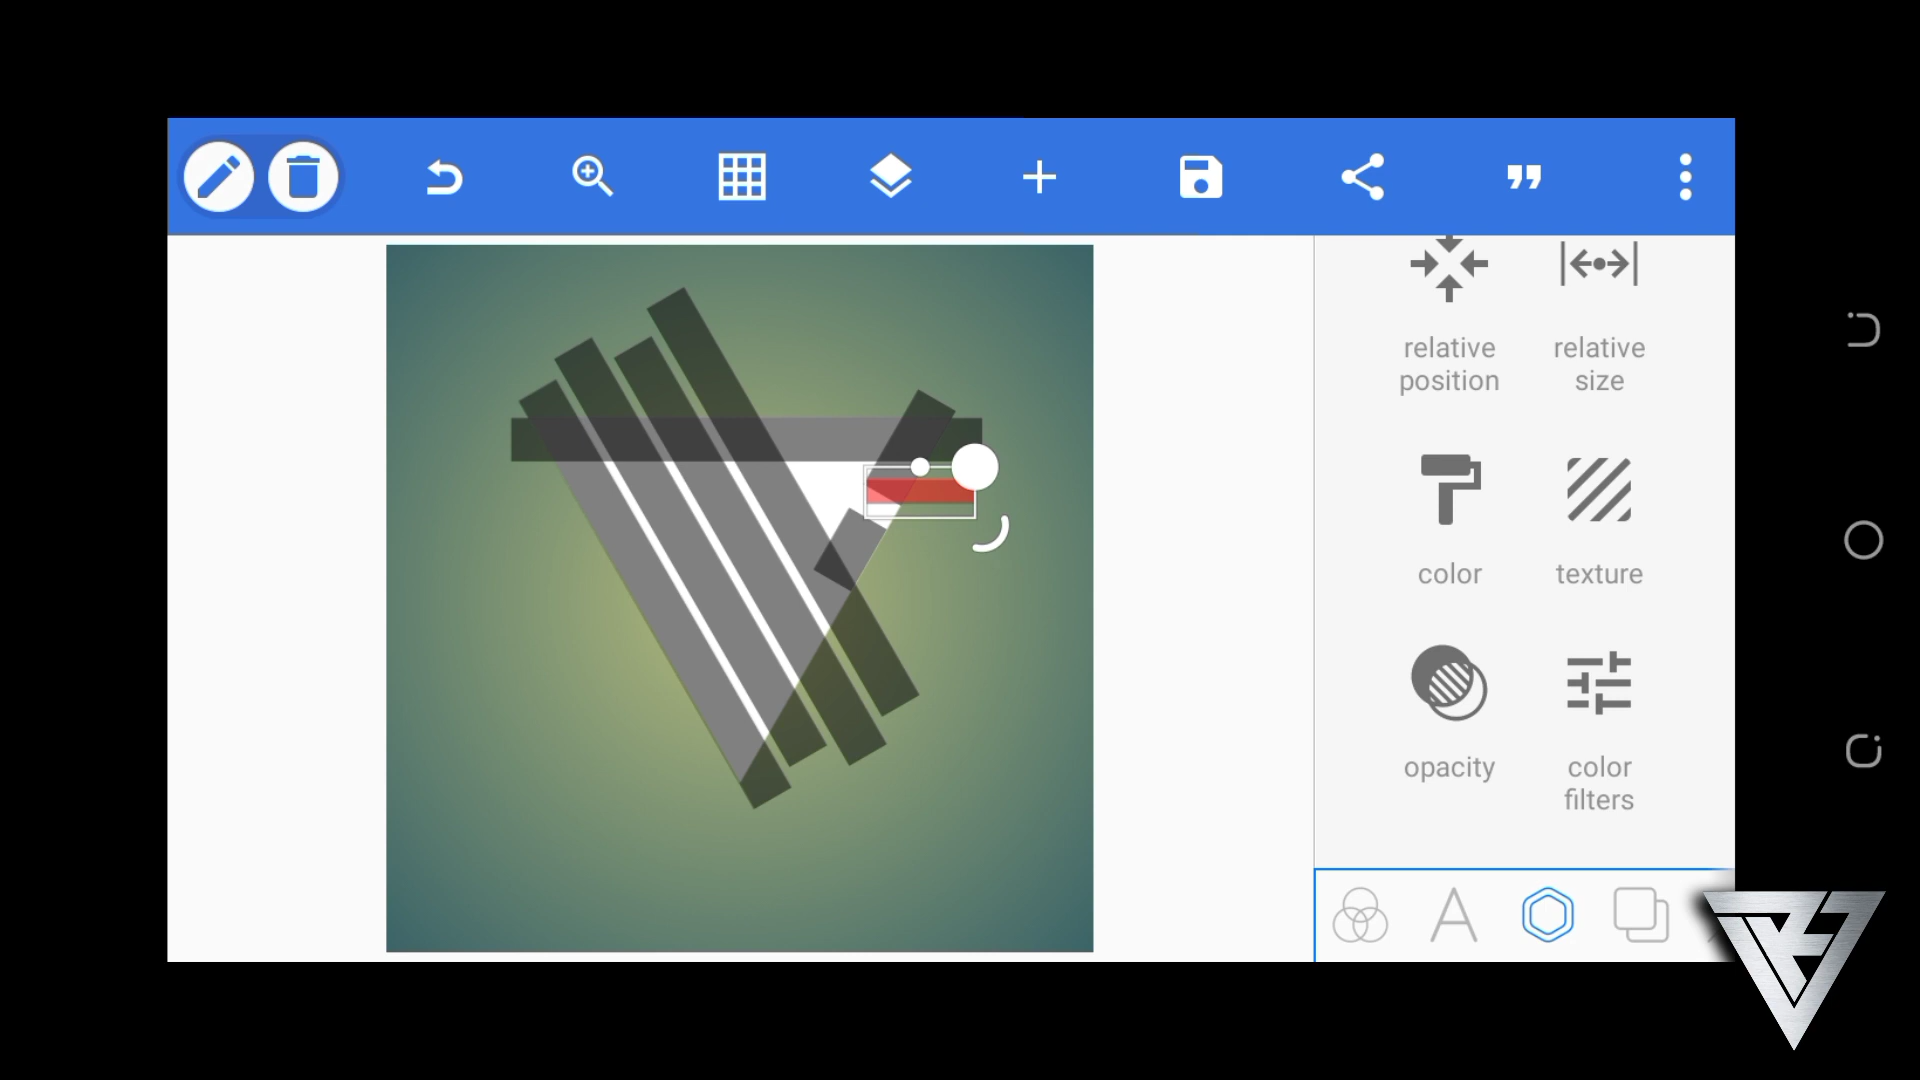 relative
position
relative
size
color
texture
opacity
color
filters